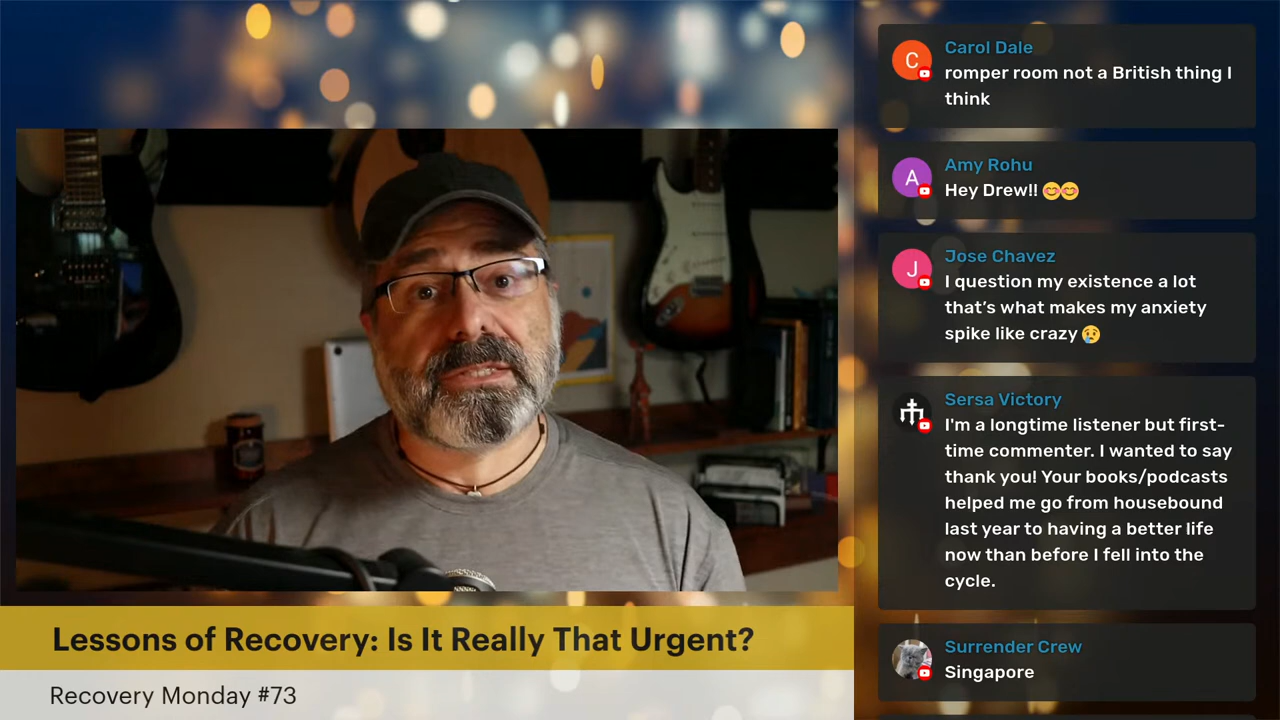 Carol Dale
romper room not a British thing I
think
Amy Rohu
Hey Drew!! 😊😊
Jose Chavez
I question my existence a lot
that's what makes my anxiety
spike like crazy 😢
Sersa Victory
I'm a longtime listener but first-
time commenter. I wanted to say
thank you! Your books/podcasts
helped me go from housebound
last year to having a better life
now than before I fell into the
cycle.
Surrender Crew
Singapore
Lessons of Recovery: Is It Really That Urgent?
Recovery Monday #73
C
A
J